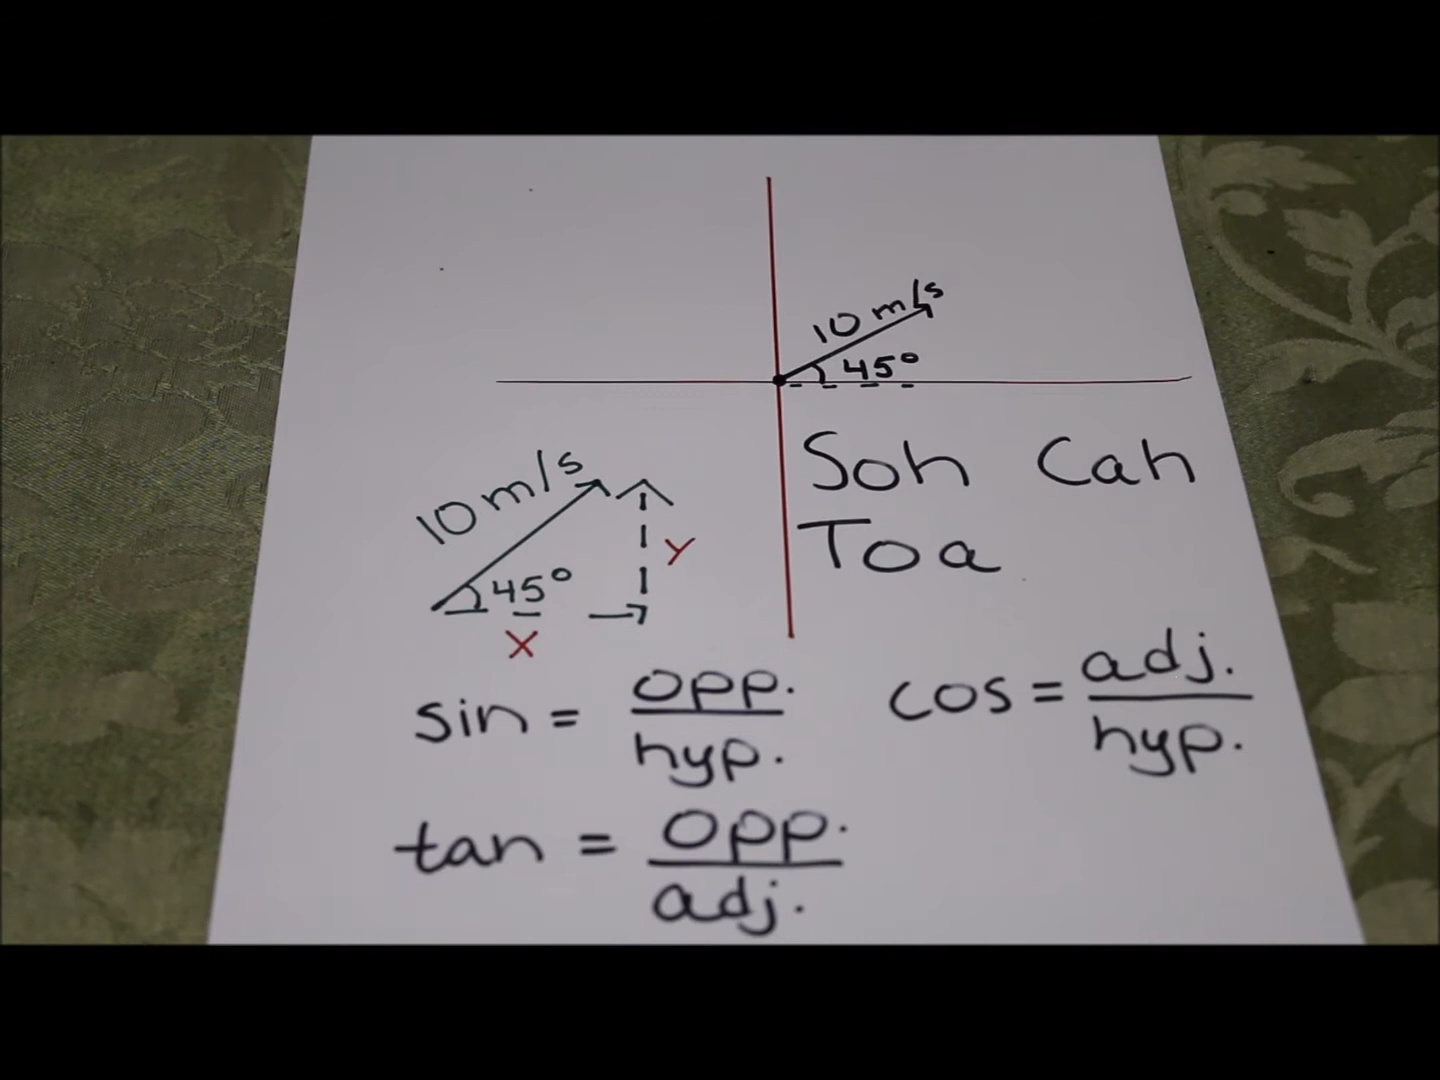 10 m/s
45°
Soh Cah
Toa
10 m/s
45°
Y
X
sin = opp. / hyp.
cos = adj. / hyp.
tan = opp. / adj.